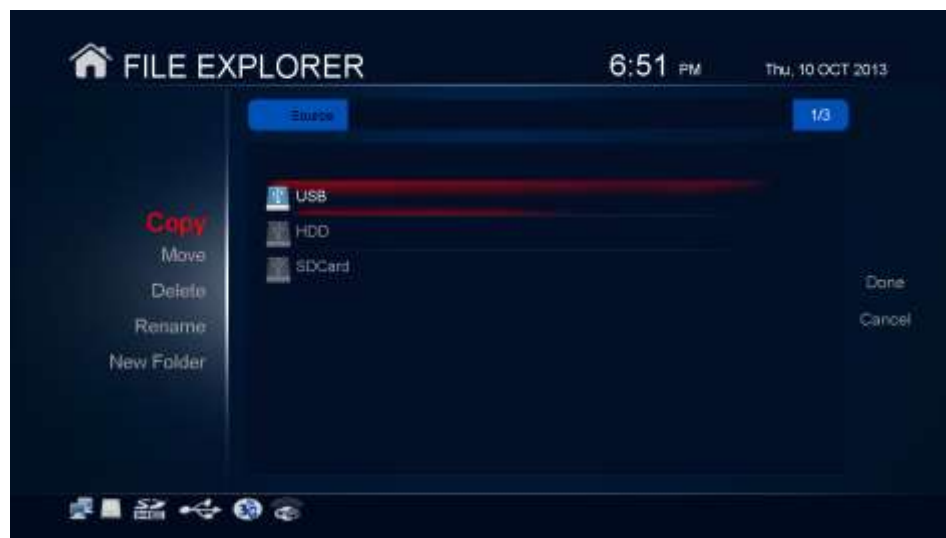 FILE EXPLORER
6:51 PM
Thu, 10 OCT 2013
Source
1/3
USB
HDD
SDCard
Copy
Move
Delete
Rename
New Folder
Done
Cancel